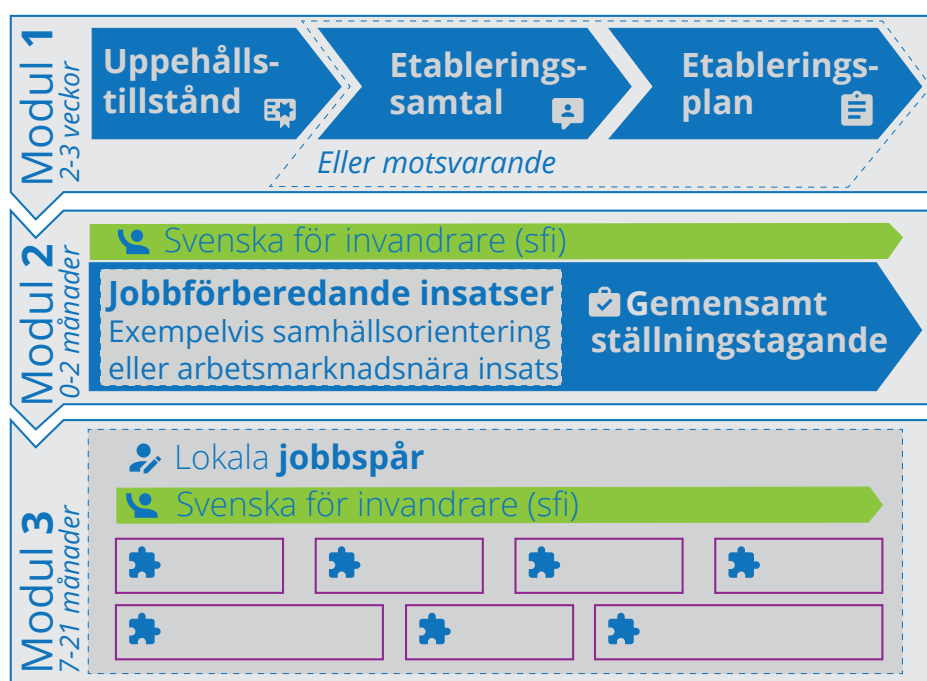 Modul 1
2-3 veckor
Uppehålls-
tillstånd
Etablerings-
samtal
Etablerings-
plan
Eller motsvarande
Modul 2
0-2 månader
Svenska för invandrare (sfi)
Jobbförberedande insatser
Exempelvis samhällsorientering
eller arbetsmarknadsnära insats
Gemensamt
ställningstagande
Modul 3
7-21 månader
Lokala jobbspår
Svenska för invandrare (sfi)